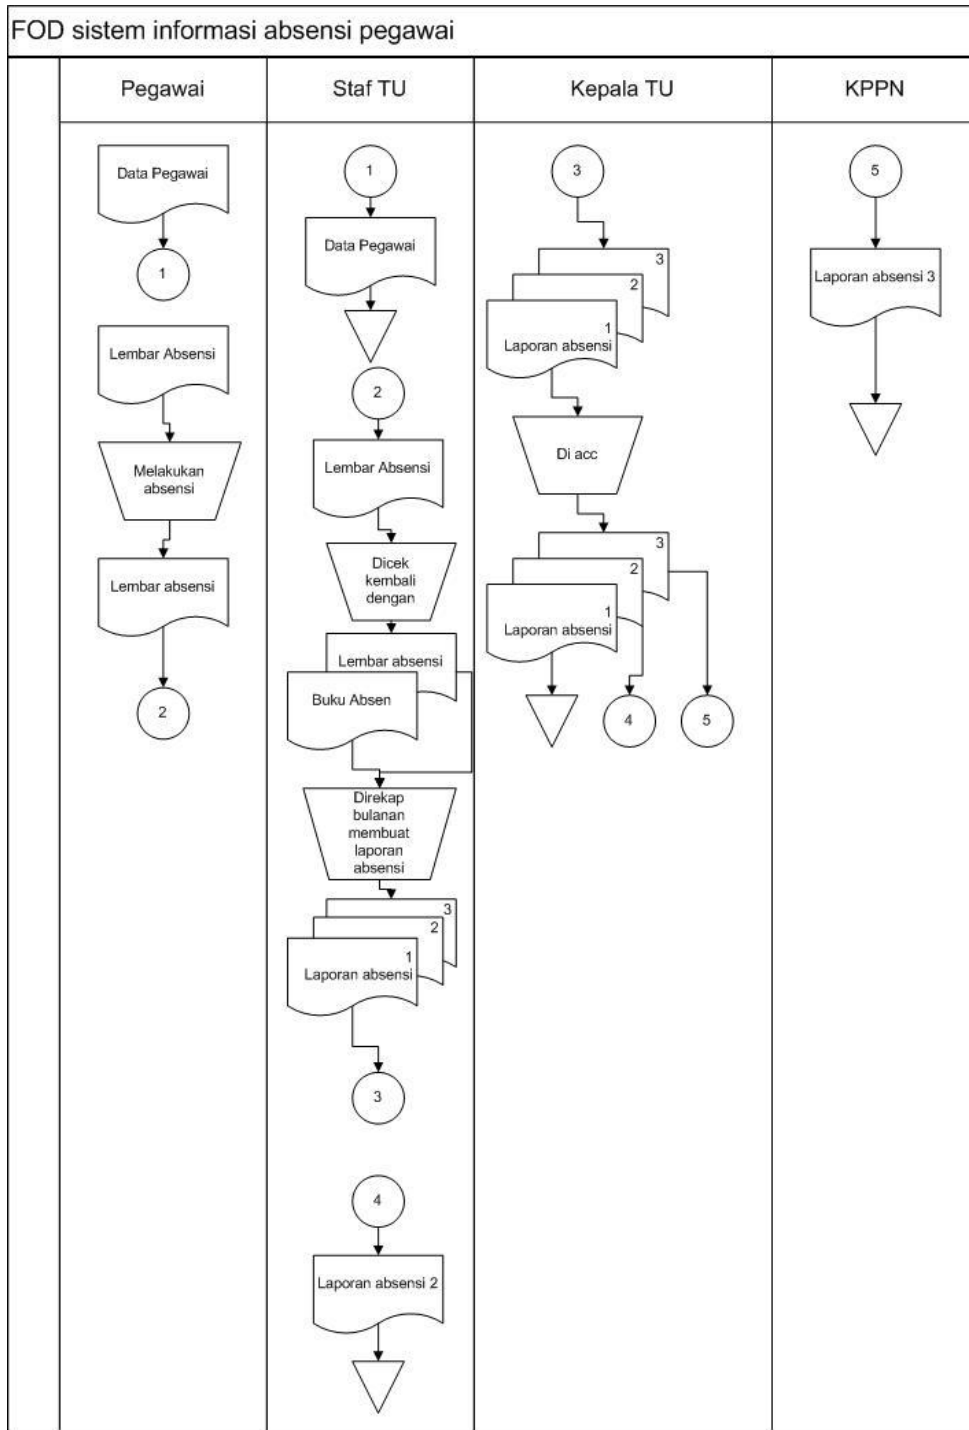 FOD sistem informasi absensi pegawai
Pegawai
Staf TU
Kepala TU
KPPN
Data Pegawai
1
Lembar Absensi
Melakukan
absensi
Lembar absensi
2
1
Data Pegawai
2
Lembar Absensi
Dicek
kembali
dengan
Lembar absensi
Buku Absen
Direkap
bulanan
membuat
laporan
absensi
3
2
1
Laporan absensi
3
4
Laporan absensi 2
3
3
2
1
Laporan absensi
Di acc
3
2
1
Laporan absensi
4
5
5
Laporan absensi 3